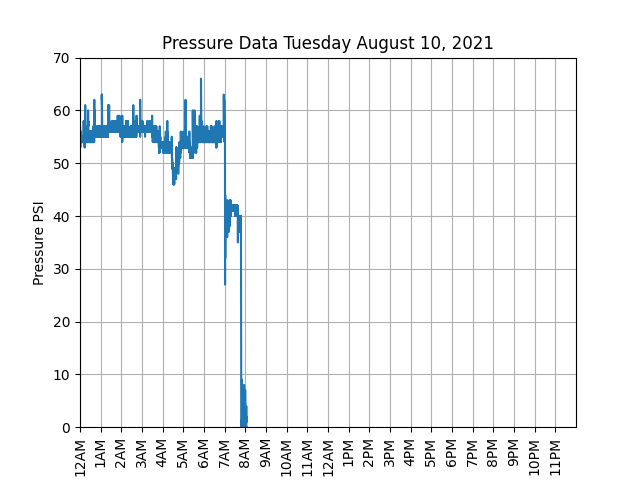 Pressure Data Tuesday August 10, 2021
Pressure PSI
70
60
50
40
30
20
10
0
12AM
1AM
2AM
3AM
4AM
5AM
6AM
7AM
8AM
9AM
10AM
11AM
12AM
1PM
2PM
3PM
4PM
5PM
6PM
7PM
8PM
9PM
10PM
11PM